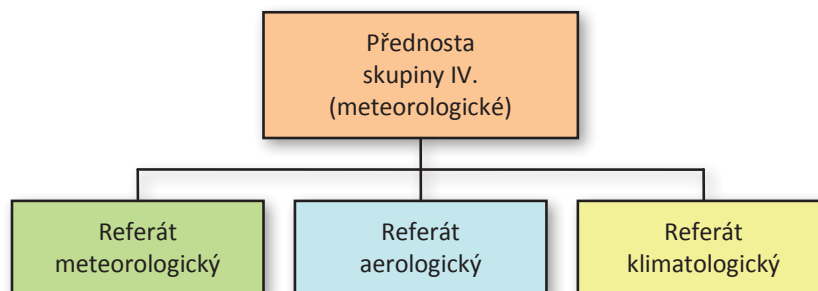 Přednosta
skupiny IV.
(meteorologické)
Referát
meteorologický
Referát
aerologický
Referát
klimatologický